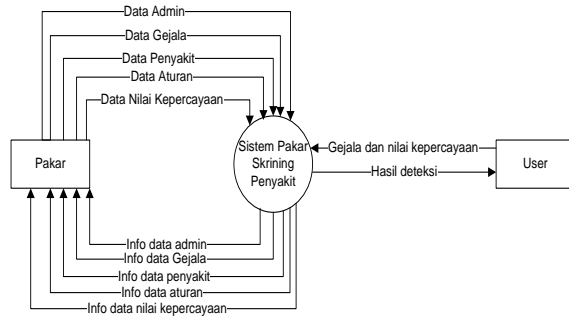 Data Admin
Data Gejala
Data Penyakit
Data Aturan
Data Nilai Kepercayaan
Pakar
Sistem Pakar
Skrining
Penyakit
Gejala dan nilai kepercayaan
Hasil deteksi
User
Info data admin
Info data Gejala
Info data penyakit
Info data aturan
Info data nilai kepercayaan